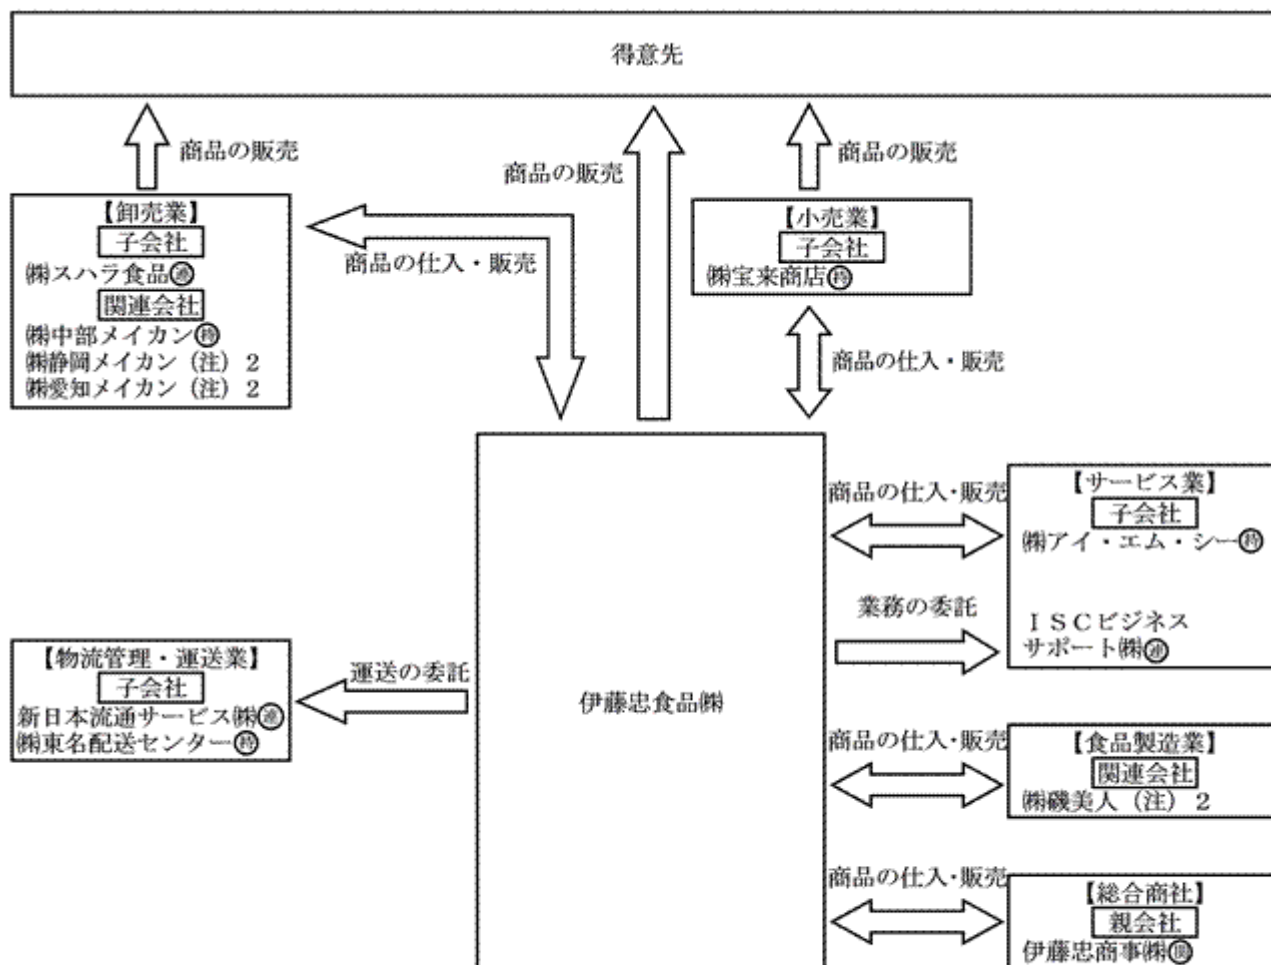 得意先
商品の販売
商品の販売
商品の販売
【卸売業】
子会社
㈱スハラ食品㊝
関連会社
㈱中部メイカン㊕
㈱静岡メイカン（注）２
㈱愛知メイカン（注）２
商品の仕入・販売
【小売業】
子会社
㈱宝来商店
商品の仕入・販売
伊藤忠食品㈱
商品の仕入・販売
【サービス業】
子会社
㈱アイ・エム・シー
業務の委託
ＩＳＣビジネス
サポート㈱
【物流管理・運送業】
子会社
新日本流通サービス㈱
㈱東名配送センター
運送の委託
商品の仕入・販売
【食品製造業】
関連会社
㈱磯美人（注）２
商品の仕入・販売
【総合商社】
親会社
伊藤忠商事㈱